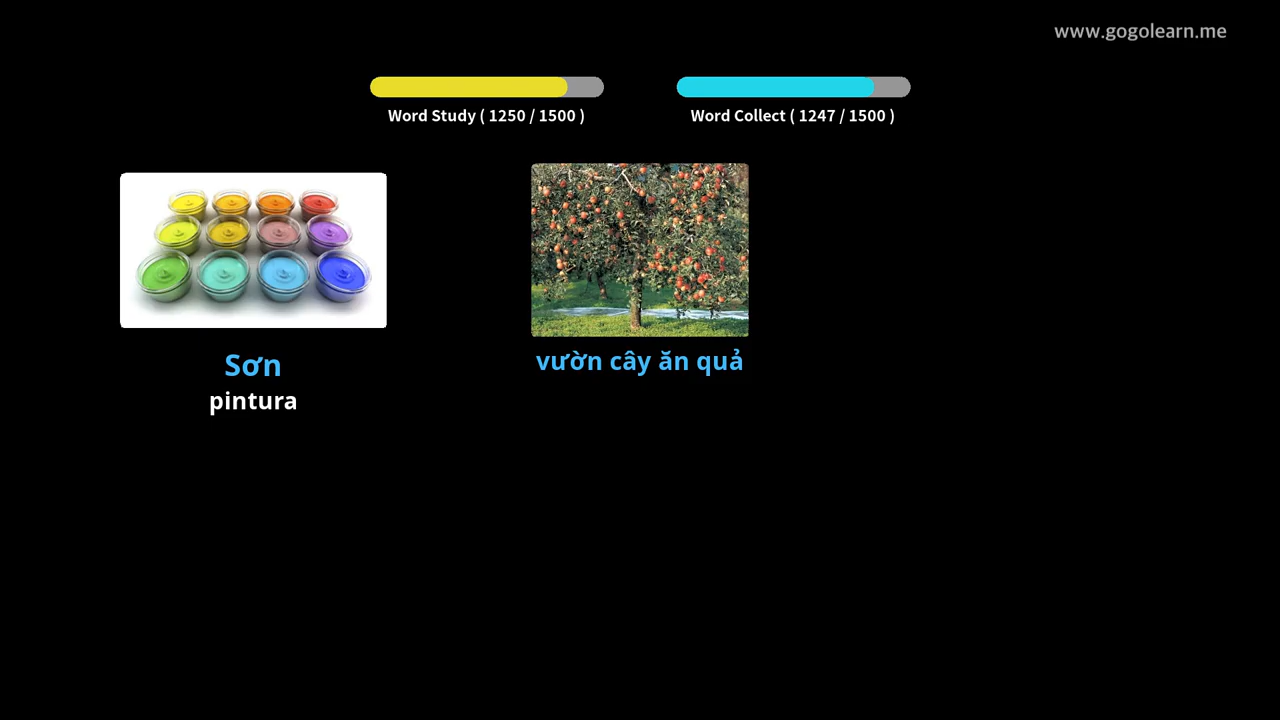 www.gogolearn.me
Word Study ( 1250 / 1500 )
Word Collect ( 1247 / 1500 )
Sơn
pintura
vườn cây ăn quả